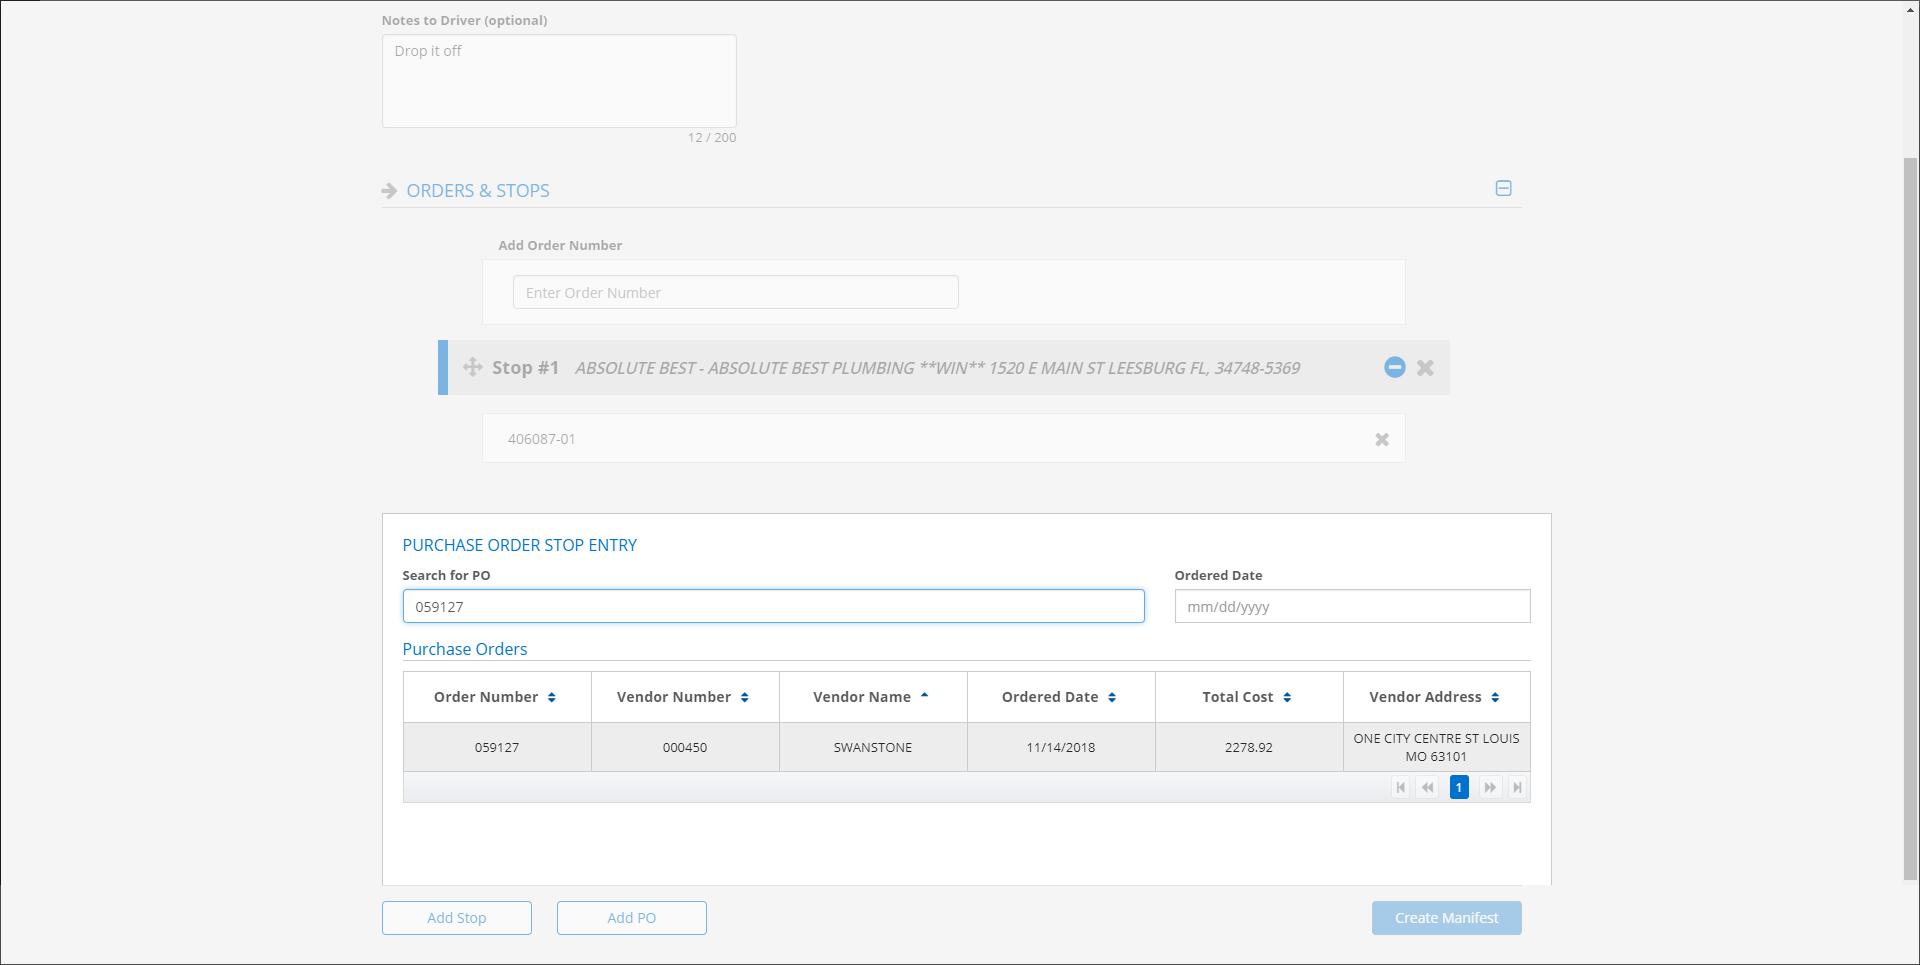 Notes to Driver (optional)
Drop it off
12 / 200
ORDERS & STOPS
Add Order Number
Enter Order Number
Stop #1 ABSOLUTE BEST - ABSOLUTE BEST PLUMBING **WIN** 1520 E MAIN ST LEESBURG FL, 34748-5369
406087-01
PURCHASE ORDER STOP ENTRY
Search for PO Ordered Date
059127 mm/dd/yyyy
Purchase Orders
Order Number Vendor Number Vendor Name Ordered Date Total Cost Vendor Address
059127 000450 SWANSTONE 11/14/2018 2278.92 ONE CITY CENTRE ST LOUIS
MO 63101
1
Add Stop Add PO Create Manifest